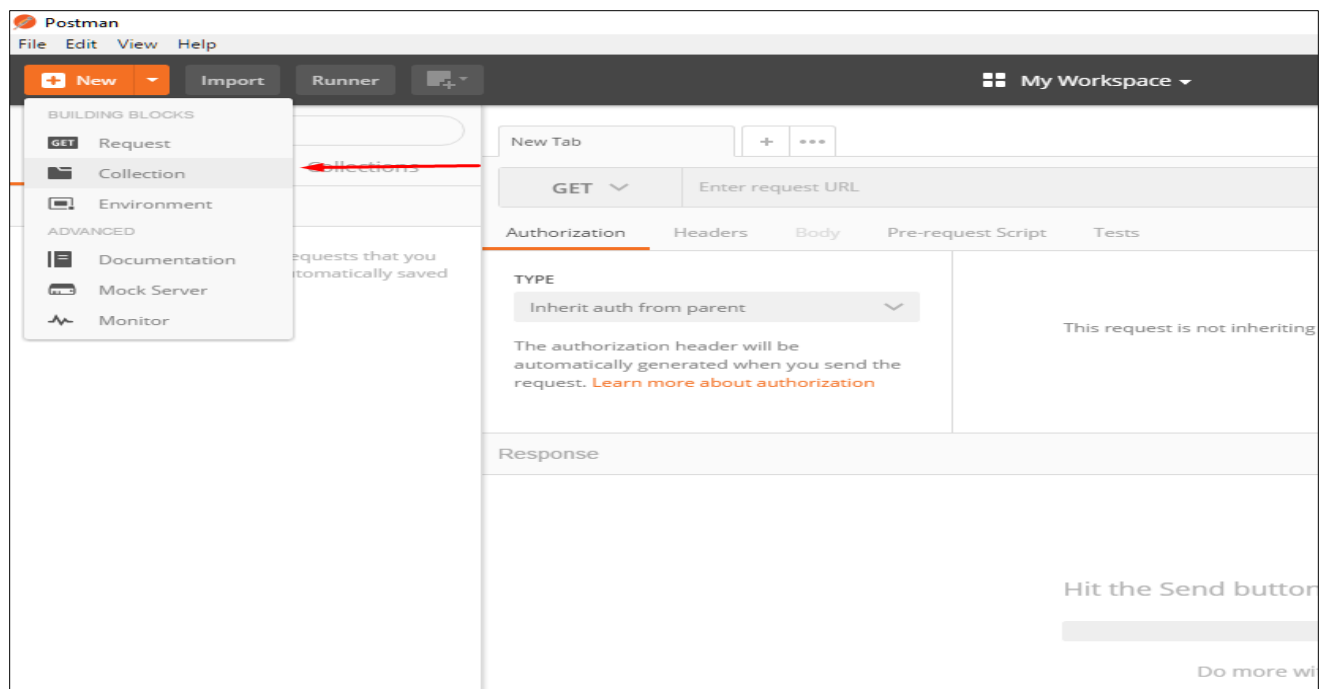 Postman
File Edit View Help
New Import Runner My Workspace
BUILDING BLOCKS
GET Request
Collection
Environment
ADVANCED
Documentation
Mock Server
Monitor
Collections
equests that you
tomatically saved
New Tab + •••
GET Enter request URL
Authorization Headers Body Pre-request Script Tests
TYPE
Inherit auth from parent
The authorization header will be
automatically generated when you send the
request. Learn more about authorization
This request is not inheriting
Response
Hit the Send button
Do more wi